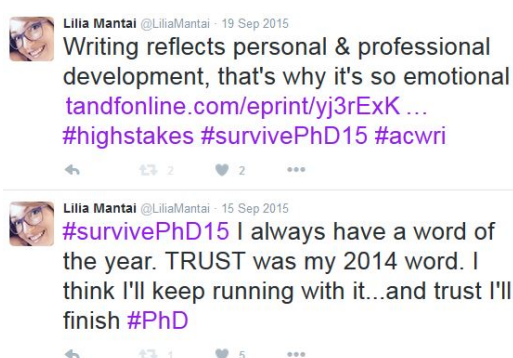 Lilia Mantai @LiliaMantai · 19 Sep 2015
Writing reflects personal & professional
development, that's why it's so emotional
tandfonline.com/eprint/yj3rExK ...
#highstakes #survivePhD15 #acwri
2 2
Lilia Mantai @LiliaMantai · 15 Sep 2015
#survivePhD15 I always have a word of
the year. TRUST was my 2014 word. I
think I'll keep running with it...and trust I'll
finish #PhD
1 5